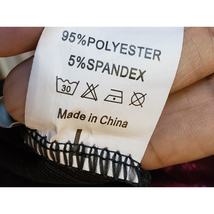 95%POLYESTER
5%SPANDEX
30
Made in China
L